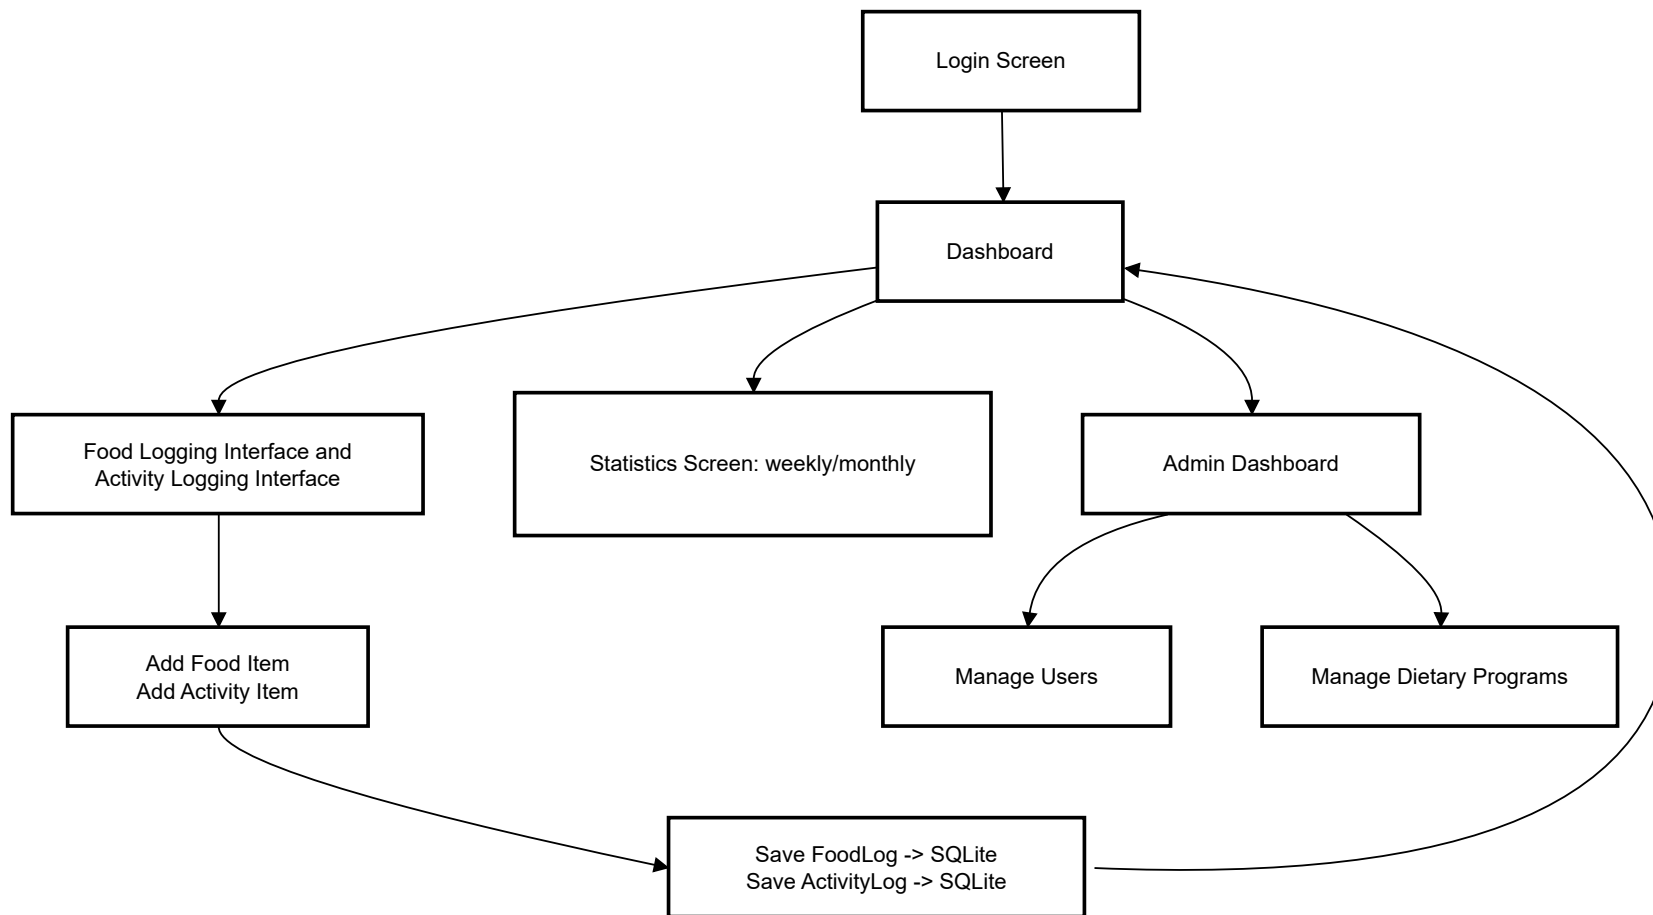 Login Screen
Dashboard
Food Logging Interface and
Activity Logging Interface
Statistics Screen: weekly/monthly
Admin Dashboard
Add Food Item
Add Activity Item
Manage Users
Manage Dietary Programs
Save FoodLog -> SQLite
Save ActivityLog -> SQLite